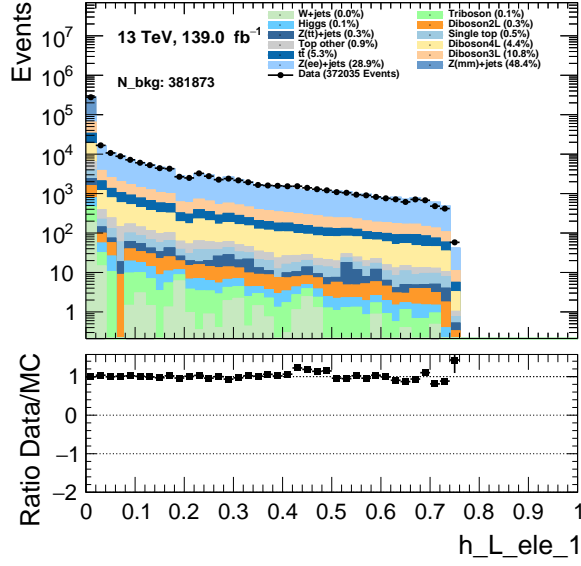 Events
13 TeV, 139.0 fb⁻¹
N_bkg: 381873
W+jets (0.0%)
Higgs (0.1%)
Z(tt)+jets (0.3%)
Top other (0.9%)
tt̄ (5.3%)
Z(ee)+jets (28.9%)
Data (372035 Events)
Triboson (0.1%)
Diboson2L (0.3%)
Single top (0.5%)
Diboson4L (4.4%)
Diboson3L (10.8%)
Z(mm)+jets (48.4%)
10⁷
10⁶
10⁵
10⁴
10³
10²
10
1
Ratio Data/MC
1
0
−1
−2
0 0.1 0.2 0.3 0.4 0.5 0.6 0.7 0.8 0.9 1
h_L_ele_1